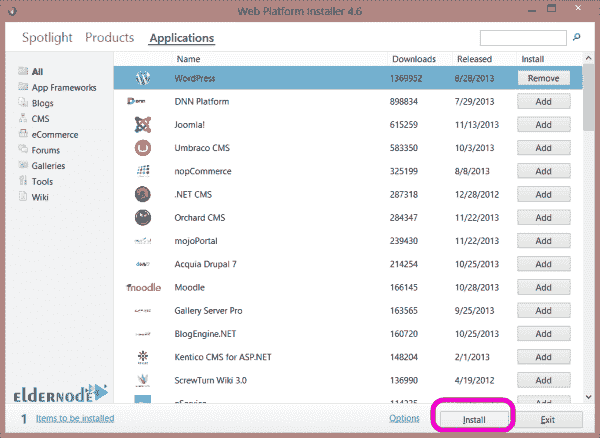 Web Platform Installer 4.6
Spotlight Products Applications
Name Downloads Released Install
All
App Frameworks
Blogs
CMS
eCommerce
Forums
Galleries
Tools
Wiki
WordPress 1369952 8/28/2013 Remove
DNN Platform 898834 7/29/2013 Add
Joomla! 615259 11/13/2013 Add
Umbraco CMS 583350 10/3/2013 Add
nopCommerce 325199 8/8/2013 Add
.NET CMS 287318 12/28/2012 Add
Orchard CMS 284347 11/22/2013 Add
mojoPortal 239430 11/22/2013 Add
Acquia Drupal 7 214254 10/25/2013 Add
moodle Moodle 166145 10/28/2013 Add
Gallery Server Pro 163565 9/25/2013 Add
BlogEngine.NET 160720 10/25/2013 Add
Kentico CMS for ASP.NET 148204 2/1/2013 Add
ScrewTurn Wiki 3.0 136990 4/19/2012 Add
eldernode
1 Items to be installed Options Install Exit